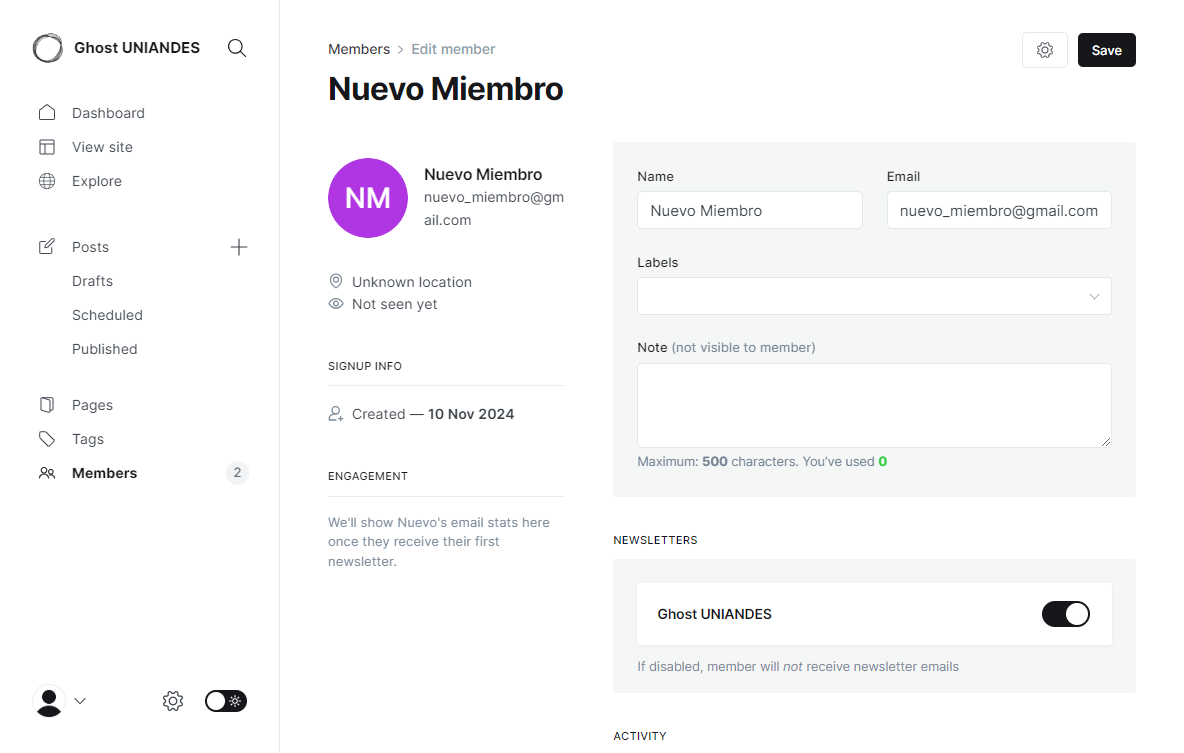 Ghost UNIANDES
Dashboard
View site
Explore
Posts
Drafts
Scheduled
Published
Pages
Tags
Members 2
Members > Edit member
Save
Nuevo Miembro
NM
Nuevo Miembro
nuevo_miembro@gm
ail.com
Unknown location
Not seen yet
SIGNUP INFO
Created — 10 Nov 2024
ENGAGEMENT
We'll show Nuevo's email stats here
once they receive their first
newsletter.
Name
Nuevo Miembro
Email
nuevo_miembro@gmail.com
Labels
Note (not visible to member)
Maximum: 500 characters. You’ve used 0
NEWSLETTERS
Ghost UNIANDES
If disabled, member will not receive newsletter emails
ACTIVITY